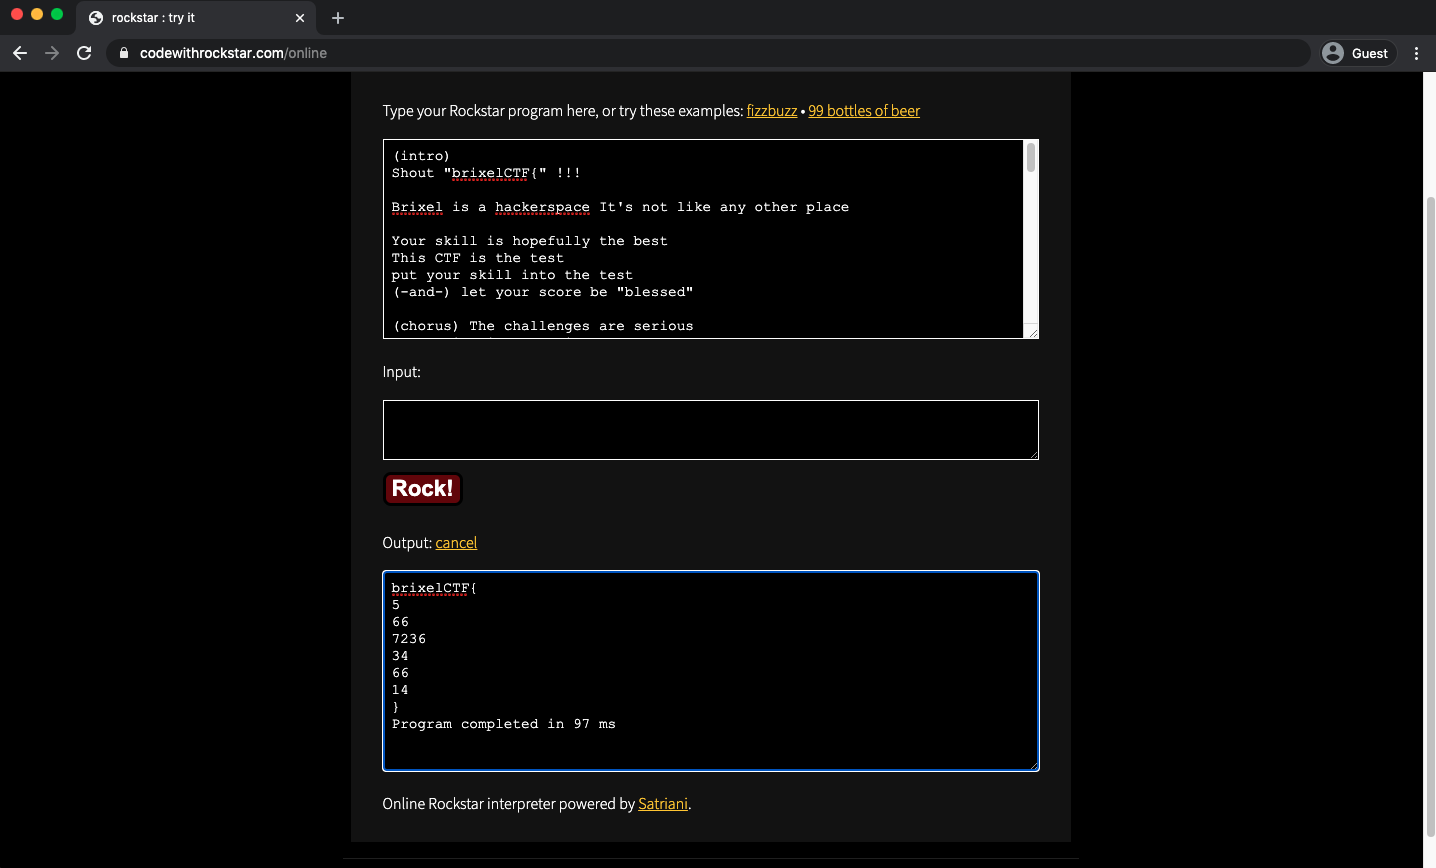 rockstar : try it
codewithrockstar.com/online
Guest
Type your Rockstar program here, or try these examples: fizzbuzz • 99 bottles of beer
(intro)
Shout "brixelCTF{" !!!
Brixel is a hackerspace It's not like any other place
Your skill is hopefully the best
This CTF is the test
put your skill into the test
(-and-) let your score be "blessed"
(chorus) The challenges are serious
Input:
Rock!
Output: cancel
brixelCTF{
5
66
7236
34
66
14
}
Program completed in 97 ms
Online Rockstar interpreter powered by Satriani.